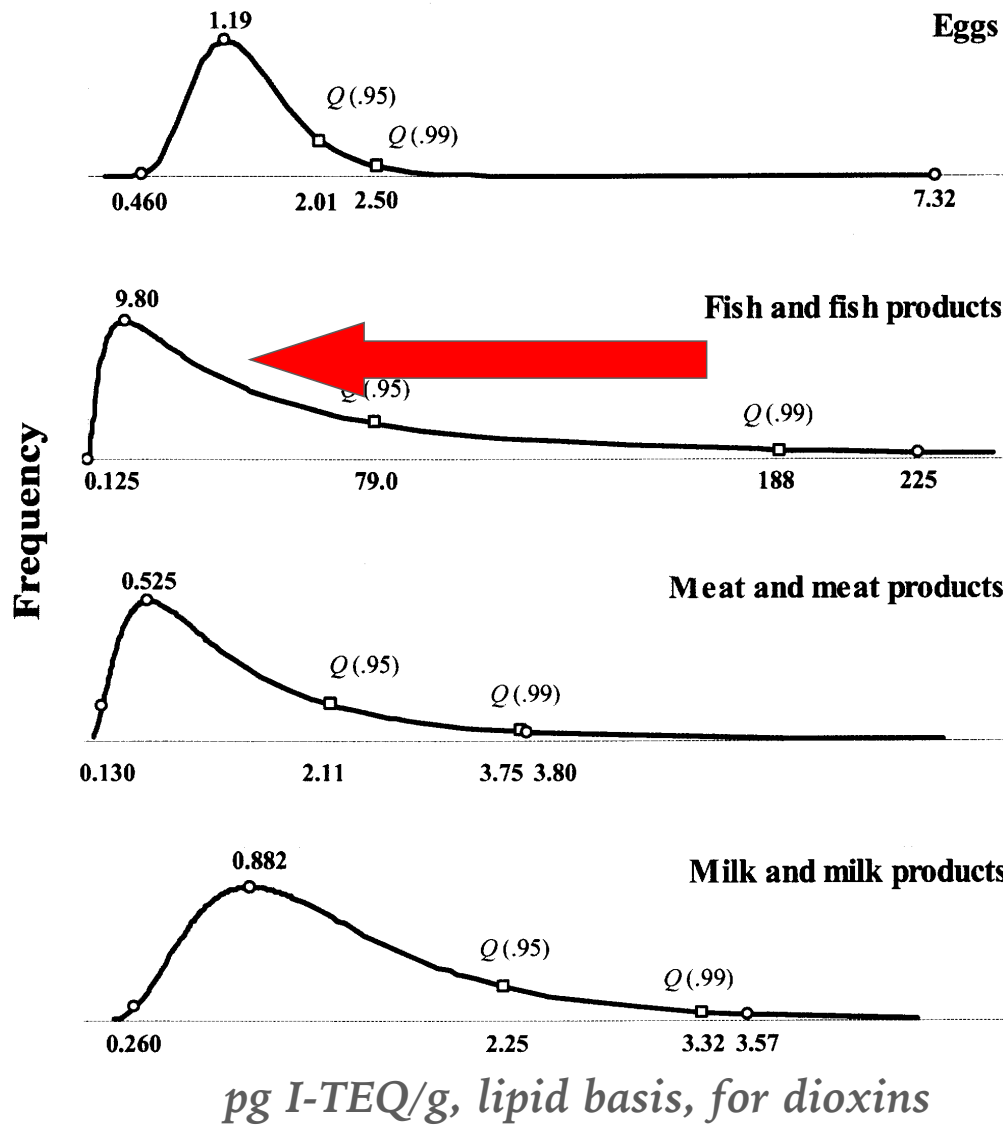 1.19
Eggs
Q(.95)
Q(.99)
0.460
2.01 2.50
7.32
9.80
Fish and fish products
Q(.95)
Q(.99)
0.125
79.0
188
225
Frequency
0.525
Meat and meat products
Q(.95)
Q(.99)
0.130
2.11
3.75 3.80
0.882
Milk and milk products
Q(.95)
Q(.99)
0.260
2.25
3.32 3.57
pg I-TEQ/g, lipid basis, for dioxins